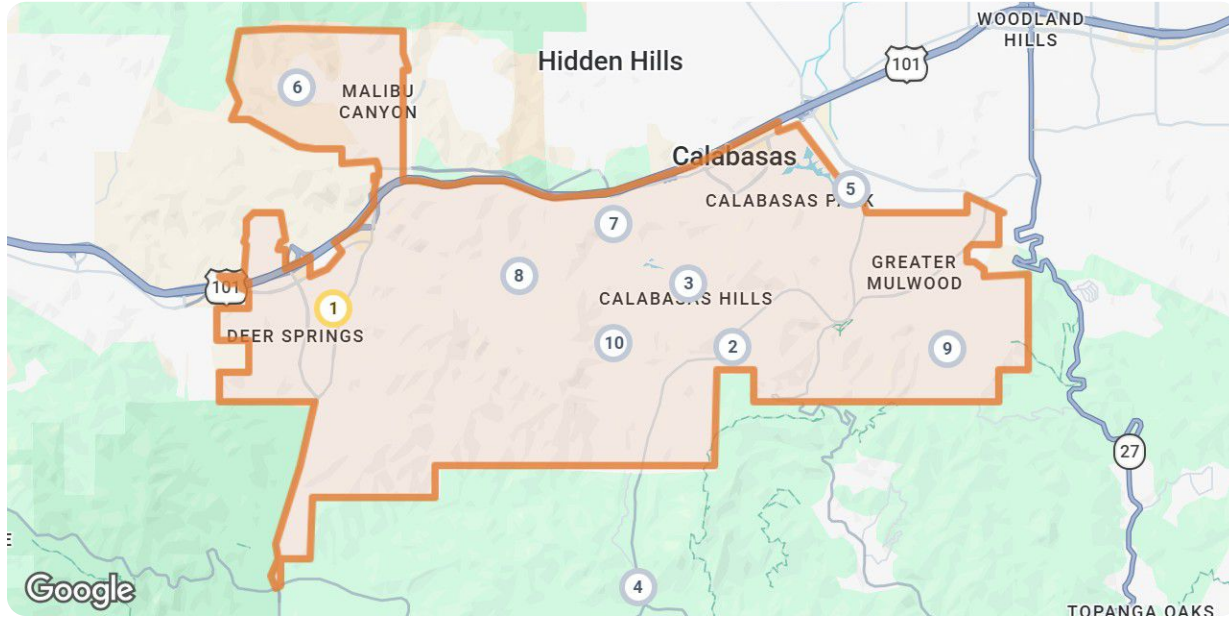 WOODLAND
HILLS
Hidden Hills
101
6
MALIBU
CANYON
Calabasas
5
CALABASAS PARK
7
GREATER
MULWOOD
8
3
CALABASAS HILLS
101
1
DEER SPRINGS
10
2
9
27
4
Google
TOPANGA OAKS